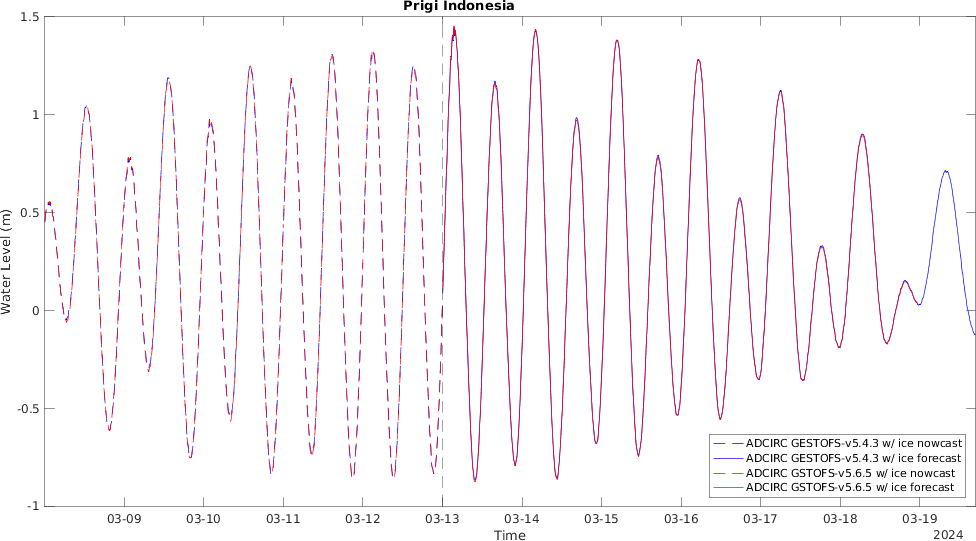 Prigi Indonesia
1.5
1
0.5
0
-0.5
-1
Water Level (m)
03-09 03-10 03-11 03-12 03-13 03-14 03-15 03-16 03-17 03-18 03-19
Time
2024
ADCIRC GESTOFS-v5.4.3 w/ ice nowcast
ADCIRC GESTOFS-v5.4.3 w/ ice forecast
ADCIRC GSTOFS-v5.6.5 w/ ice nowcast
ADCIRC GSTOFS-v5.6.5 w/ ice forecast